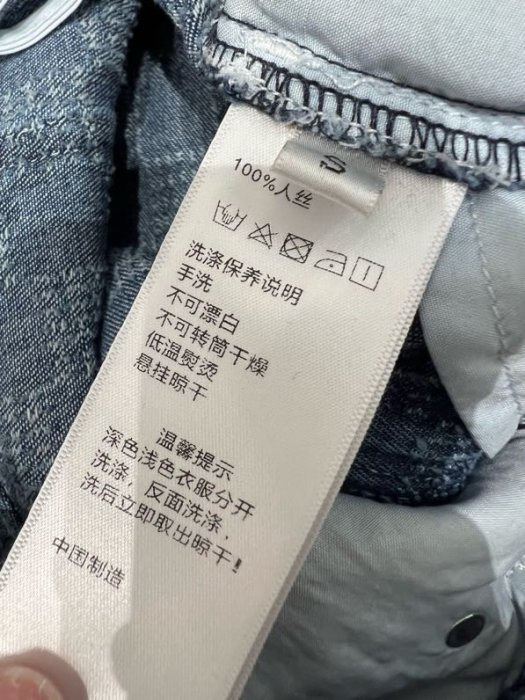 S
100%人丝
洗涤保养说明
手洗
不可漂白
不可转筒干燥
低温熨烫
悬挂晾干
温馨提示
深色浅色衣服分开
洗涤，反面洗涤，
洗后立即取出晾干！
中国制造